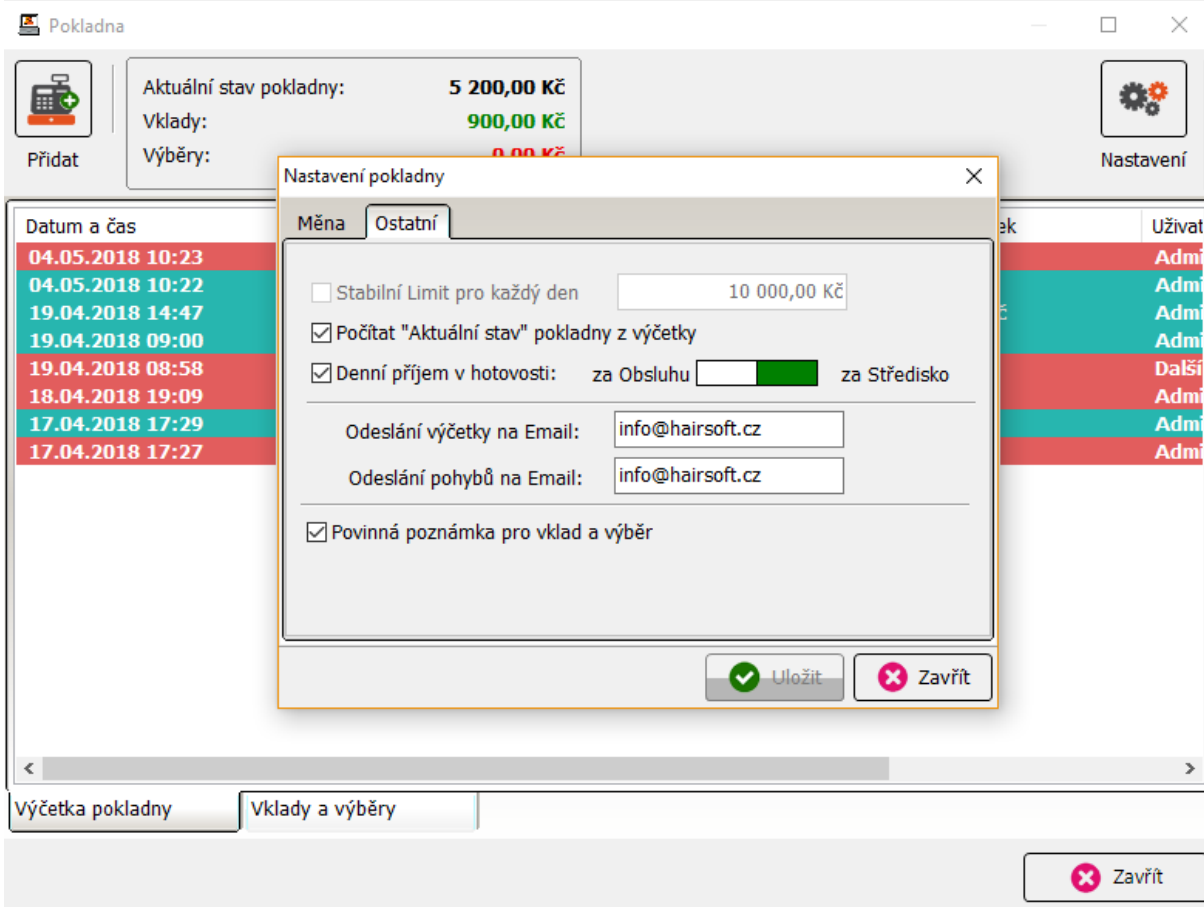 Pokladna
Aktuální stav pokladny: 5 200,00 Kč
Vklady: 900,00 Kč
Výběry: 0,00 Kč
Přidat
Nastavení
Nastavení pokladny
Měna Ostatní
Datum a čas
04.05.2018 10:23
04.05.2018 10:22
19.04.2018 14:47
19.04.2018 09:00
19.04.2018 08:58
18.04.2018 19:09
17.04.2018 17:29
17.04.2018 17:27
ek Uživat
Admi
Admi
č Admi
Admi
Další
Admi
Admi
Admi
Stabilní Limit pro každý den 10 000,00 Kč
Počítat "Aktuální stav" pokladny z výčetky
Denní příjem v hotovosti: za Obsluhu za Středisko
Odeslání výčetky na Email: info@hairsoft.cz
Odeslání pohybů na Email: info@hairsoft.cz
Povinná poznámka pro vklad a výběr
Uložit Zavřít
Výčetka pokladny Vklady a výběry
Zavřít